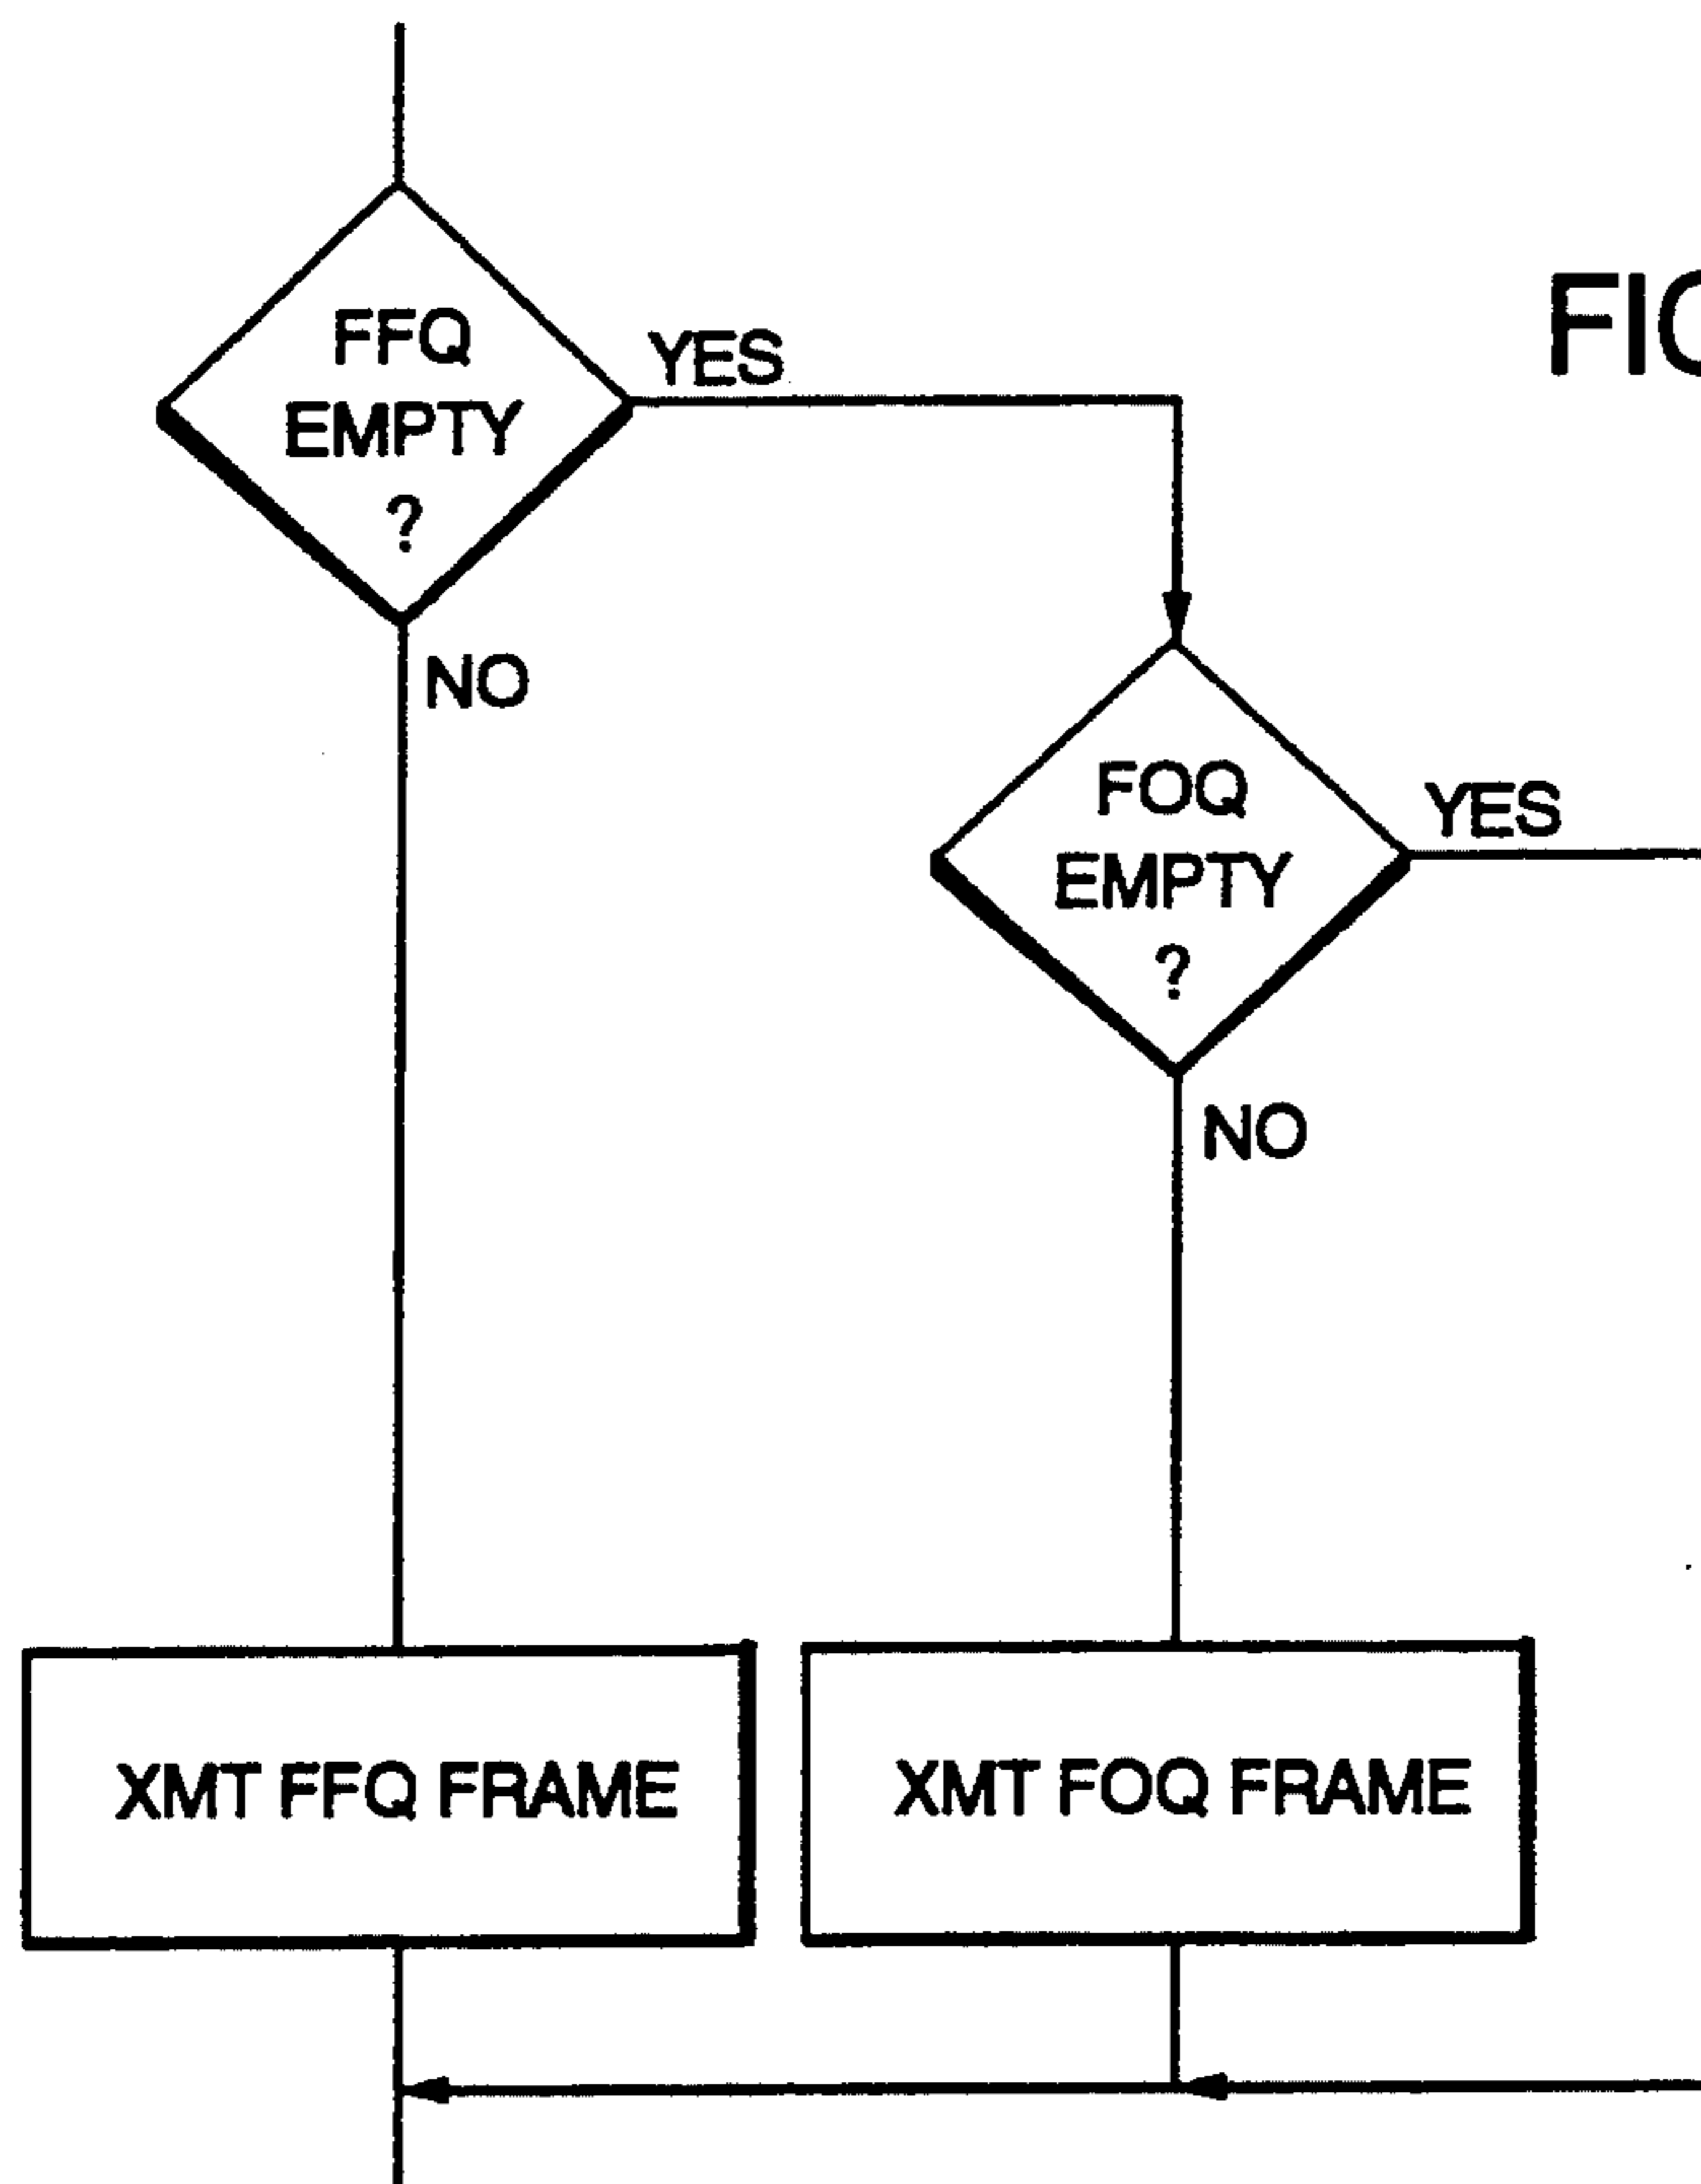 FFQ
EMPTY
?
YES
NO
FOQ
EMPTY
?
YES
NO
XMT FFQ FRAME
XMT FOQ FRAME